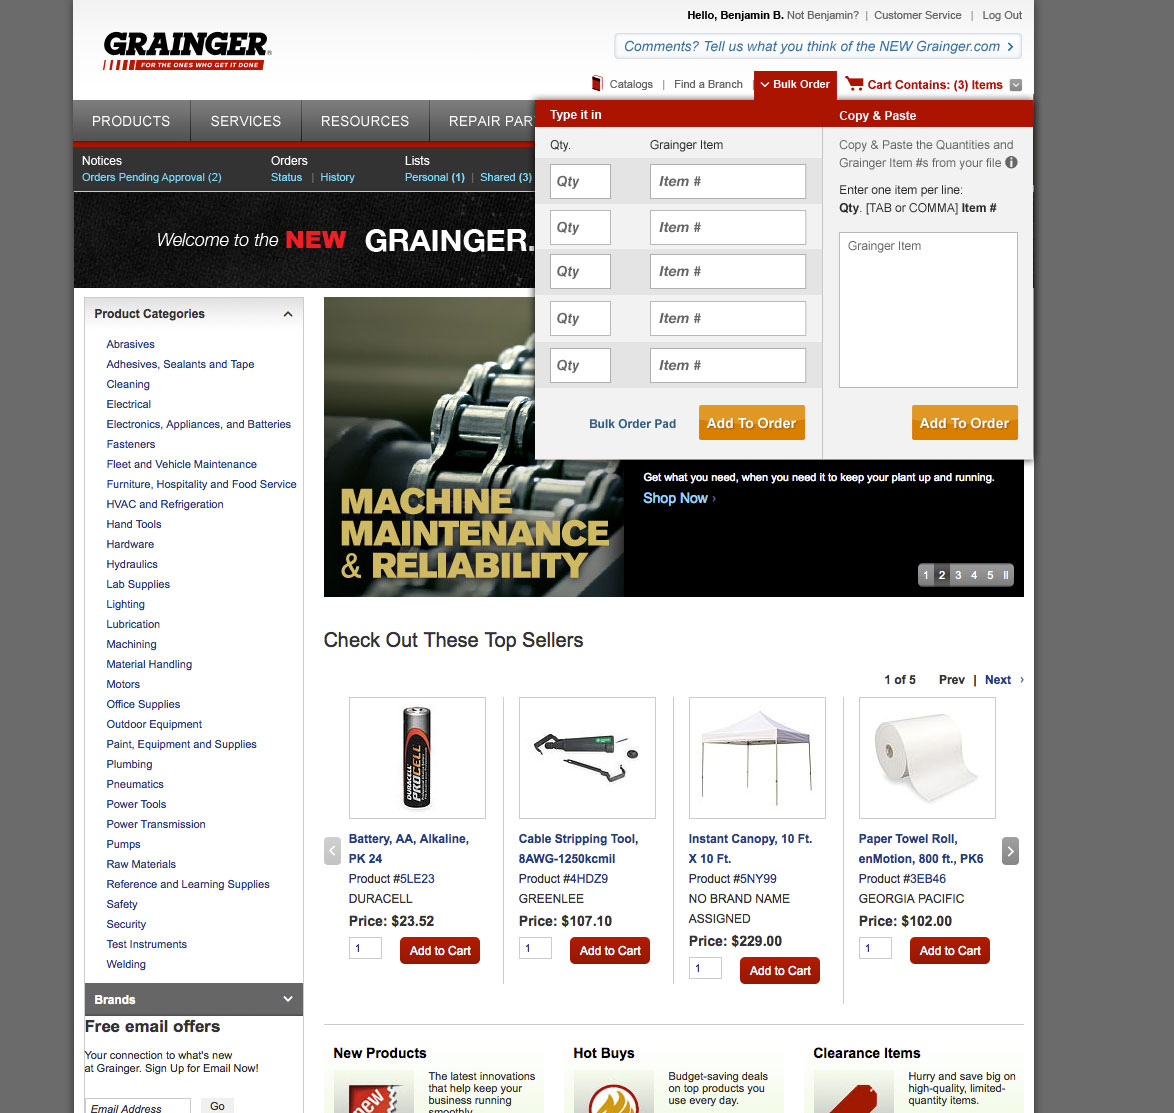 Hello, Benjamin B. Not Benjamin? | Customer Service | Log Out
GRAINGER®
FOR THE ONES WHO GET IT DONE
Comments? Tell us what you think of the NEW Grainger.com
Catalogs | Find a Branch | Bulk Order
Cart Contains: (3) Items
PRODUCTS
SERVICES
RESOURCES
REPAIR PAR
Notices
Orders Pending Approval (2)
Orders
Status | History
Lists
Personal (1) | Shared (3)
Welcome to the NEW GRAINGER.
Type it in
Qty. Grainger Item
Qty Item #
Qty Item #
Qty Item #
Qty Item #
Qty Item #
Bulk Order Pad
Add To Order
Copy & Paste
Copy & Paste the Quantities and
Grainger Item #s from your file
Enter one item per line:
Qty. [TAB or COMMA] Item #
Grainger Item
Add To Order
Product Categories
Abrasives
Adhesives, Sealants and Tape
Cleaning
Electrical
Electronics, Appliances, and Batteries
Fasteners
Fleet and Vehicle Maintenance
Furniture, Hospitality and Food Service
HVAC and Refrigeration
Hand Tools
Hardware
Hydraulics
Lab Supplies
Lighting
Lubrication
Machining
Material Handling
Motors
Office Supplies
Outdoor Equipment
Paint, Equipment and Supplies
Plumbing
Pneumatics
Power Tools
Power Transmission
Pumps
Raw Materials
Reference and Learning Supplies
Safety
Security
Test Instruments
Welding
Brands
Free email offers
Your connection to what's new
at Grainger. Sign Up for Email Now!
Email Address
Go
MACHINE
MAINTENANCE
& RELIABILITY
Get what you need, when you need it to keep your plant up and running.
Shop Now ›
1 2 3 4 5 II
Check Out These Top Sellers
1 of 5 Prev | Next ›
DURACELL
PROCELL
Battery, AA, Alkaline,
PK 24
Product #5LE23
DURACELL
Price: $23.52
1
Add to Cart
Cable Stripping Tool,
8AWG-1250kcmil
Product #4HDZ9
GREENLEE
Price: $107.10
1
Add to Cart
Instant Canopy, 10 Ft.
X 10 Ft.
Product #5NY99
NO BRAND NAME
ASSIGNED
Price: $229.00
1
Add to Cart
Paper Towel Roll,
enMotion, 800 ft., PK6
Product #3EB46
GEORGIA PACIFIC
Price: $102.00
1
Add to Cart
New Products
new
The latest innovations
that help keep your
business running
smoothly.
Hot Buys
Budget-saving deals
on top products you
use every day.
Clearance Items
Hurry and save big on
high-quality, limited-
quantity items.